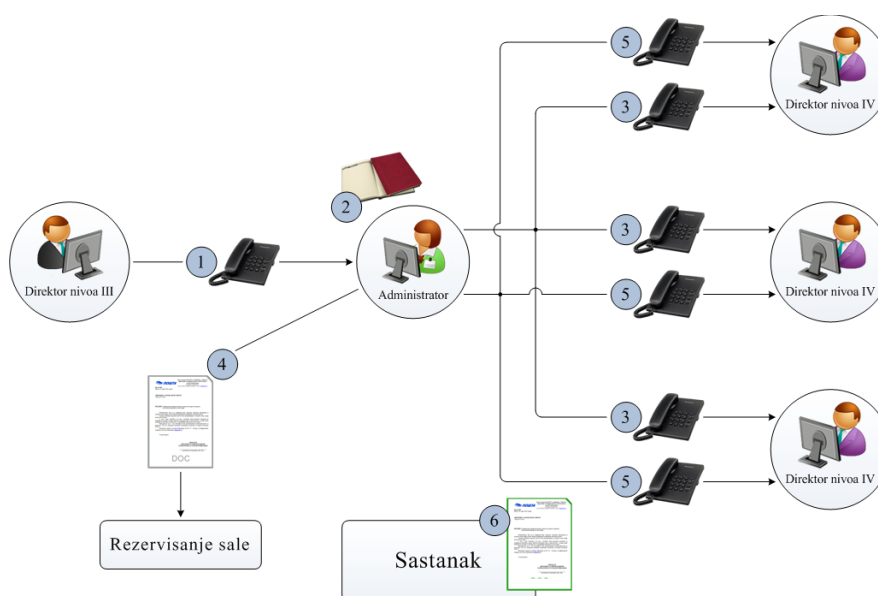 5
Direktor nivoa IV
3
2
3
1
Direktor nivoa III
Administrator
Direktor nivoa IV
5
4
3
DOC
Direktor nivoa IV
5
Rezervisanje sale
6
Sastanak